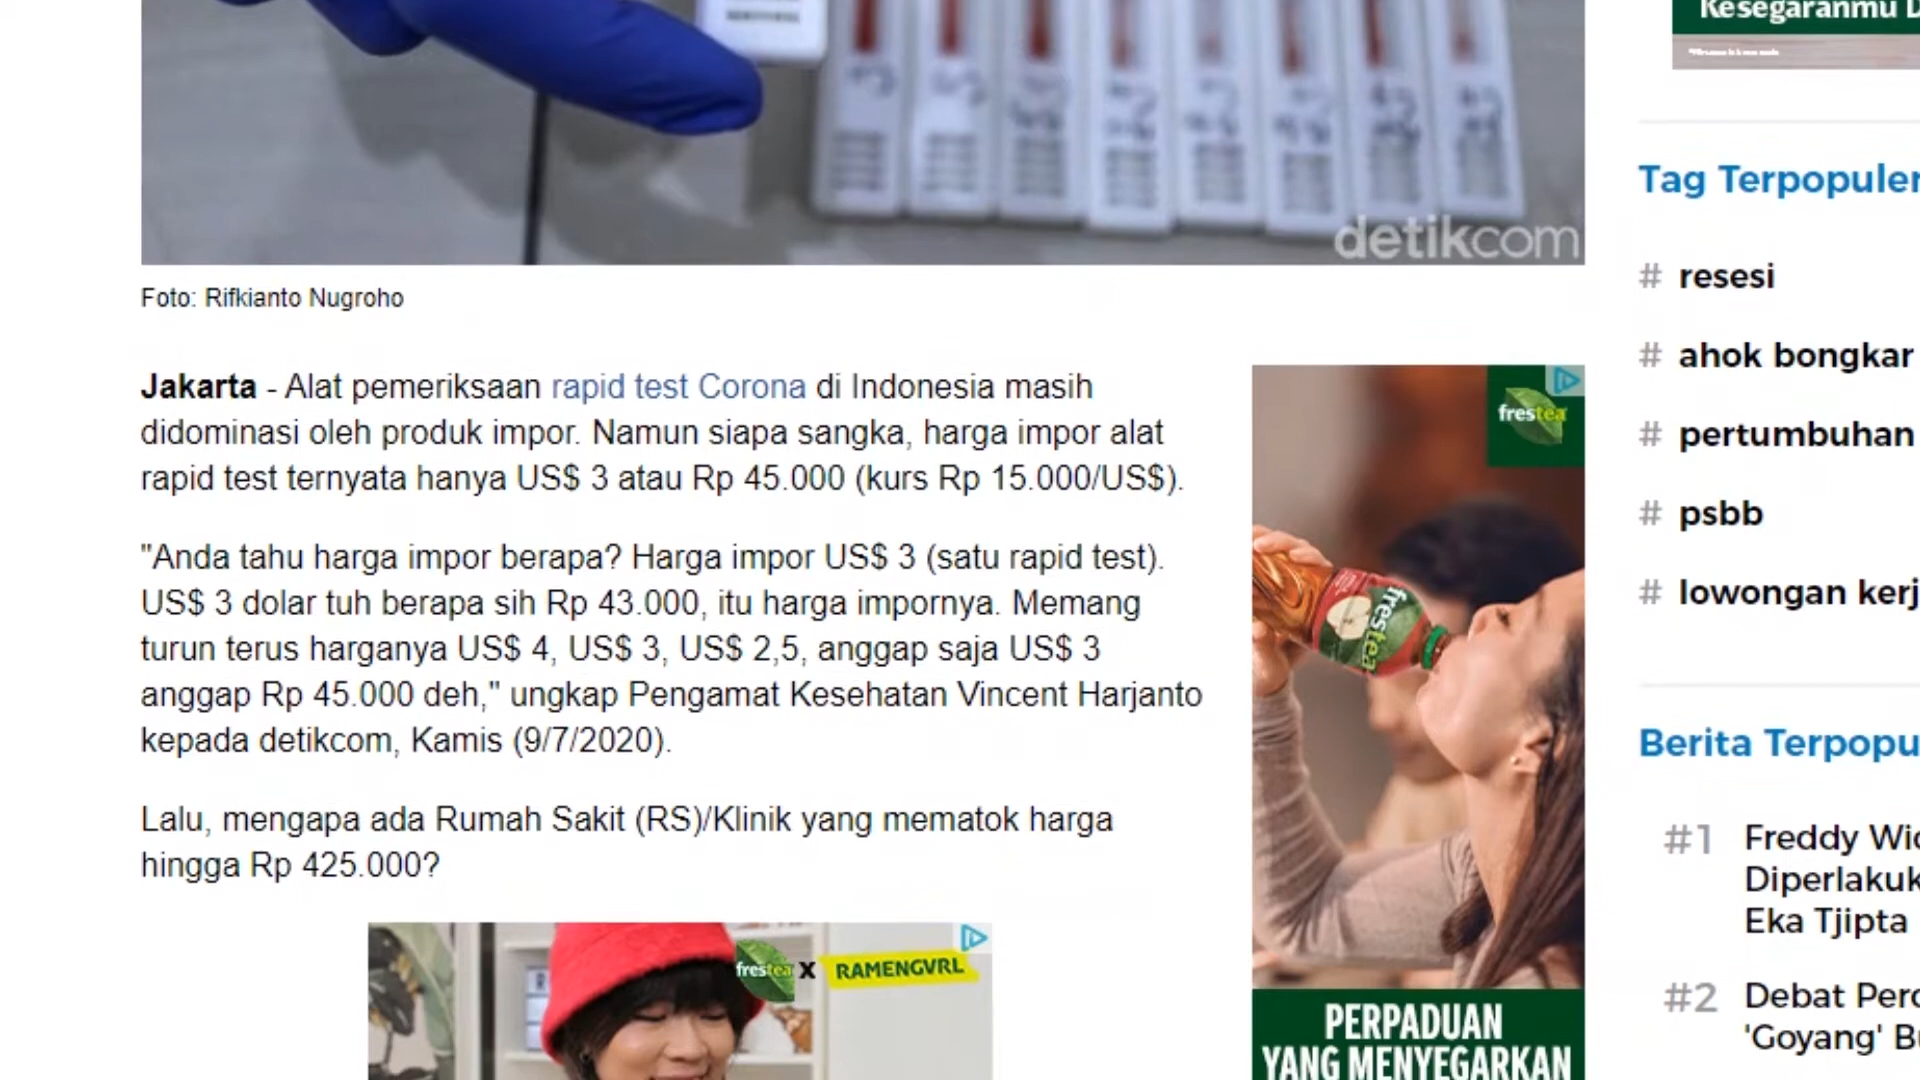 Kesegaranmu D
detikcom
Foto: Rifkianto Nugroho
Jakarta - Alat pemeriksaan rapid test Corona di Indonesia masih
didominasi oleh produk impor. Namun siapa sangka, harga impor alat
rapid test ternyata hanya US$ 3 atau Rp 45.000 (kurs Rp 15.000/US$).
"Anda tahu harga impor berapa? Harga impor US$ 3 (satu rapid test).
US$ 3 dolar tuh berapa sih Rp 43.000, itu harga impornya. Memang
turun terus harganya US$ 4, US$ 3, US$ 2,5, anggap saja US$ 3
anggap Rp 45.000 deh," ungkap Pengamat Kesehatan Vincent Harjanto
kepada detikcom, Kamis (9/7/2020).
Lalu, mengapa ada Rumah Sakit (RS)/Klinik yang mematok harga
hingga Rp 425.000?
frestea X RAMENGVRL
frestea
frestea
PERPADUAN
YANG MENYEGARKAN
Tag Terpopuler
# resesi
# ahok bongkar
# pertumbuhan
# psbb
# lowongan kerj
Berita Terpopu
#1 Freddy Wid
Diperlakuk
Eka Tjipta
#2 Debat Perd
'Goyang' Bu